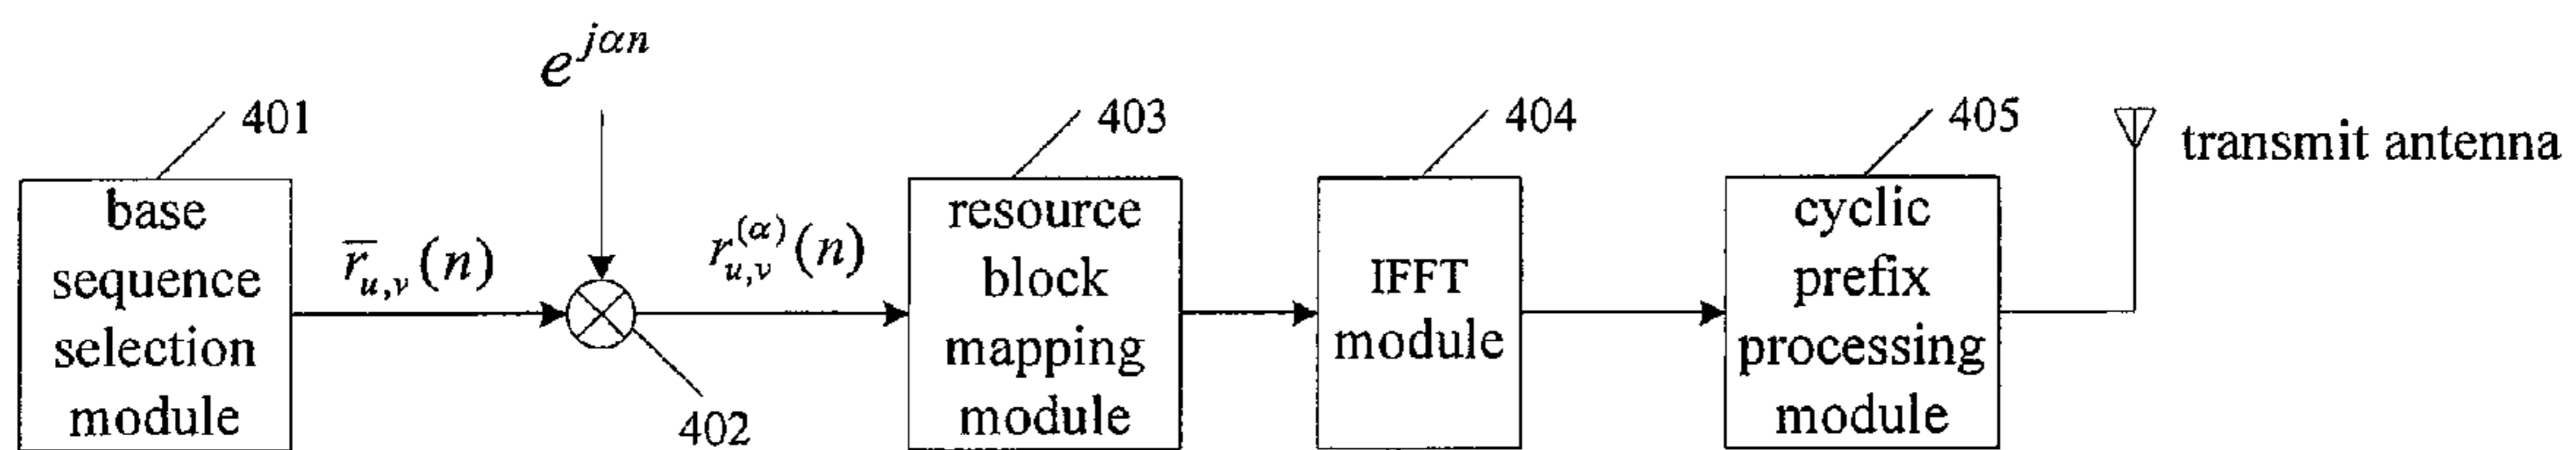 e^{jαn}
401
403
404
405
transmit antenna
base
sequence
selection
module
r̄_{u,v}(n)
r_{u,v}^{(α)}(n)
402
resource
block
mapping
module
IFFT
module
cyclic
prefix
processing
module